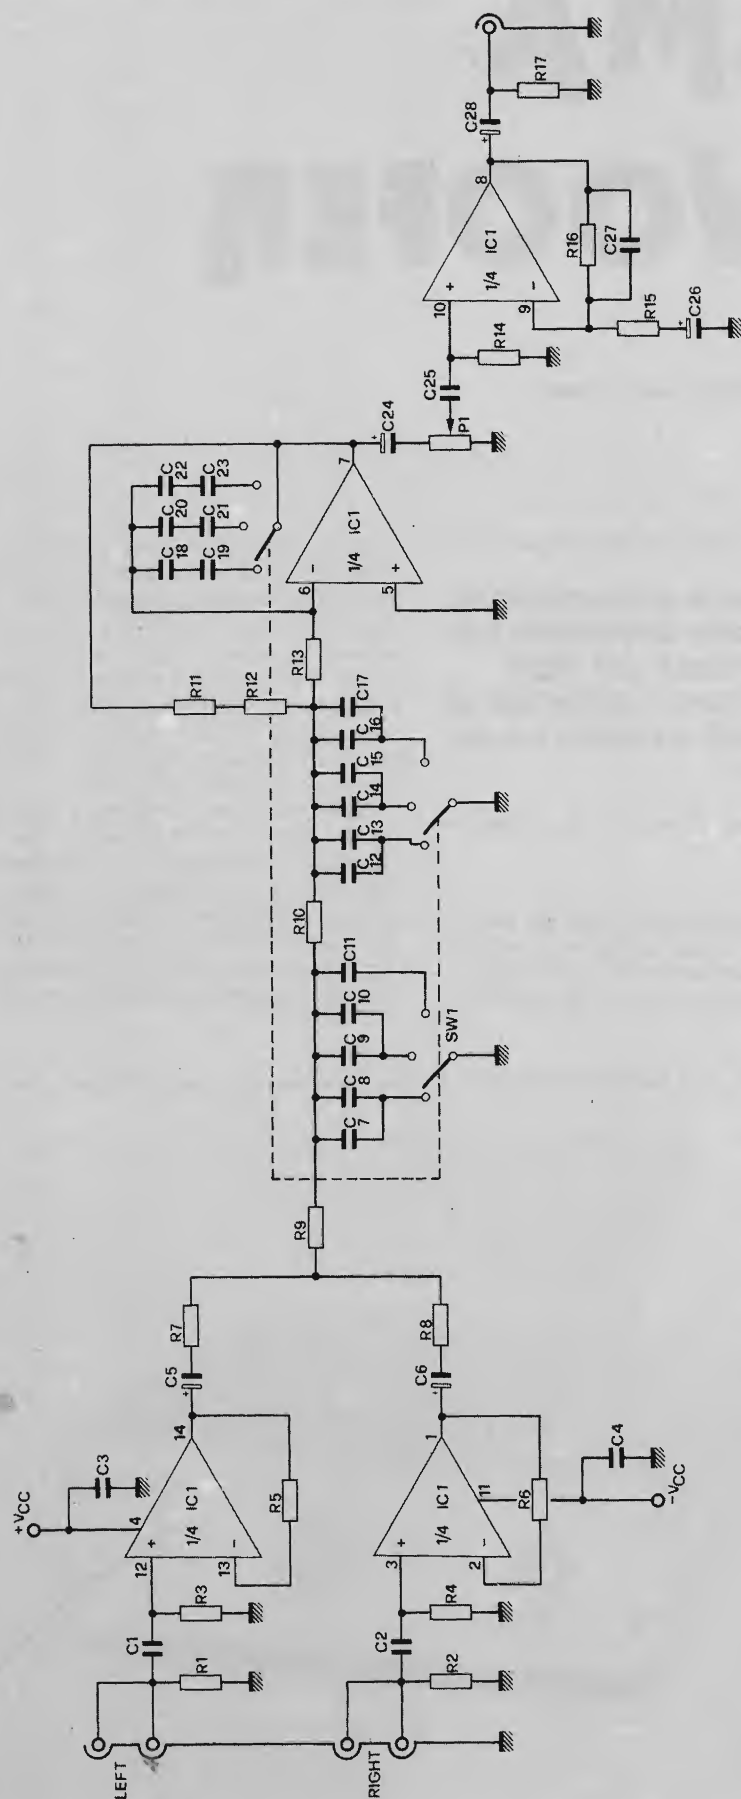 LEFT
RIGHT
R1
C1
R3
12
13
+
−
1/4 IC1
4
+VCC
C3
14
R5
C5
R7
R2
C2
R4
3
2
+
−
1/4 IC1
11
1
R6
C4
-VCC
C6
R8
R9
C 7
C 8
C 9
C 10
C11
SW1
R10
C 12
C 13
C 14
C 15
C 16
C17
R11
R12
R13
C 18
C 19
C 20
C 21
C 22
C 23
6
5
−
+
1/4 IC1
7
+
C24
P1
C25
R14
10
9
+
−
1/4 IC1
8
R16
C27
R15
+
C26
+
C28
R17